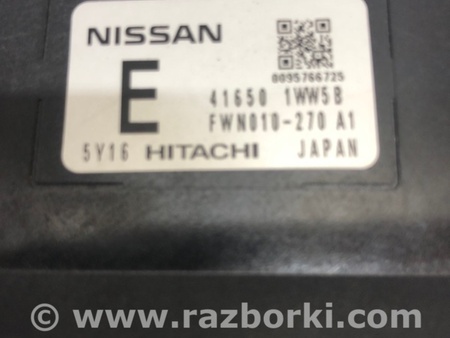 NISSAN
0095766725
E
41650 1WW5B
FWN010-270 A1
5Y16 HITACHI JAPAN
© www.razborki.com